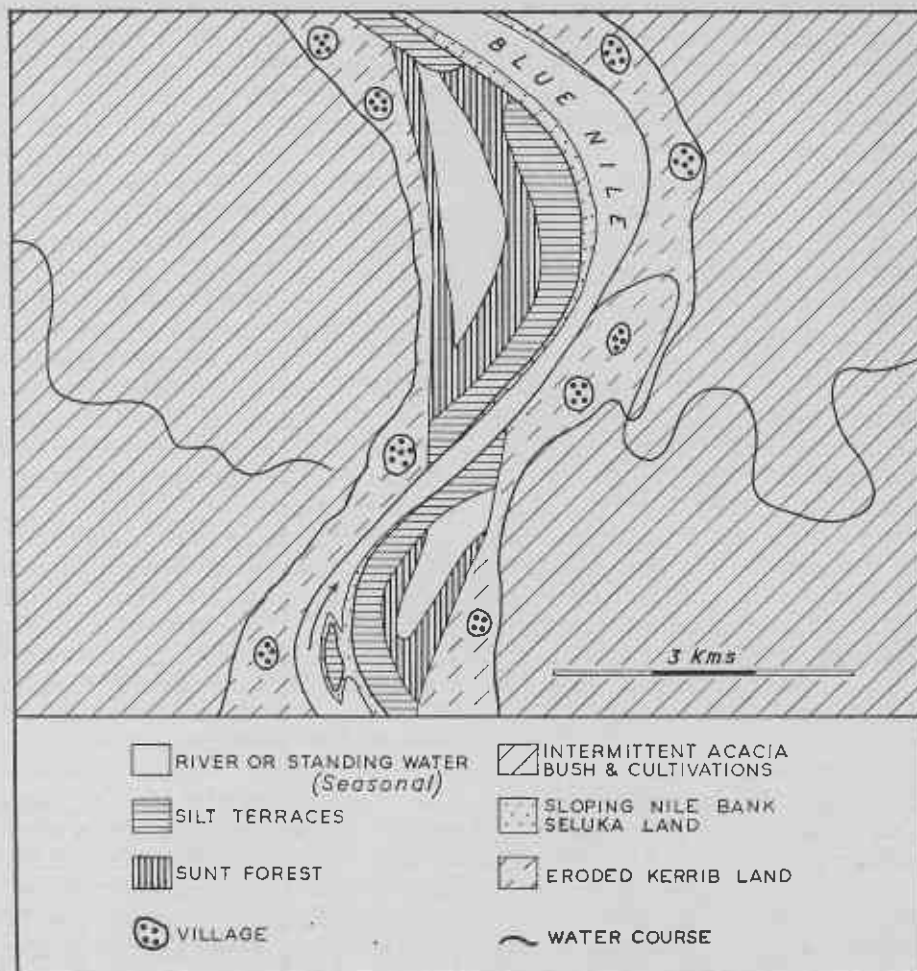 BLUE NILE
3 Kms
RIVER OR STANDING WATER
(Seasonal)
SILT TERRACES
SUNT FOREST
VILLAGE
INTERMITTENT ACACIA
BUSH & CULTIVATIONS
SLOPING NILE BANK
SELUKA LAND
ERODED KERRIB LAND
WATER COURSE